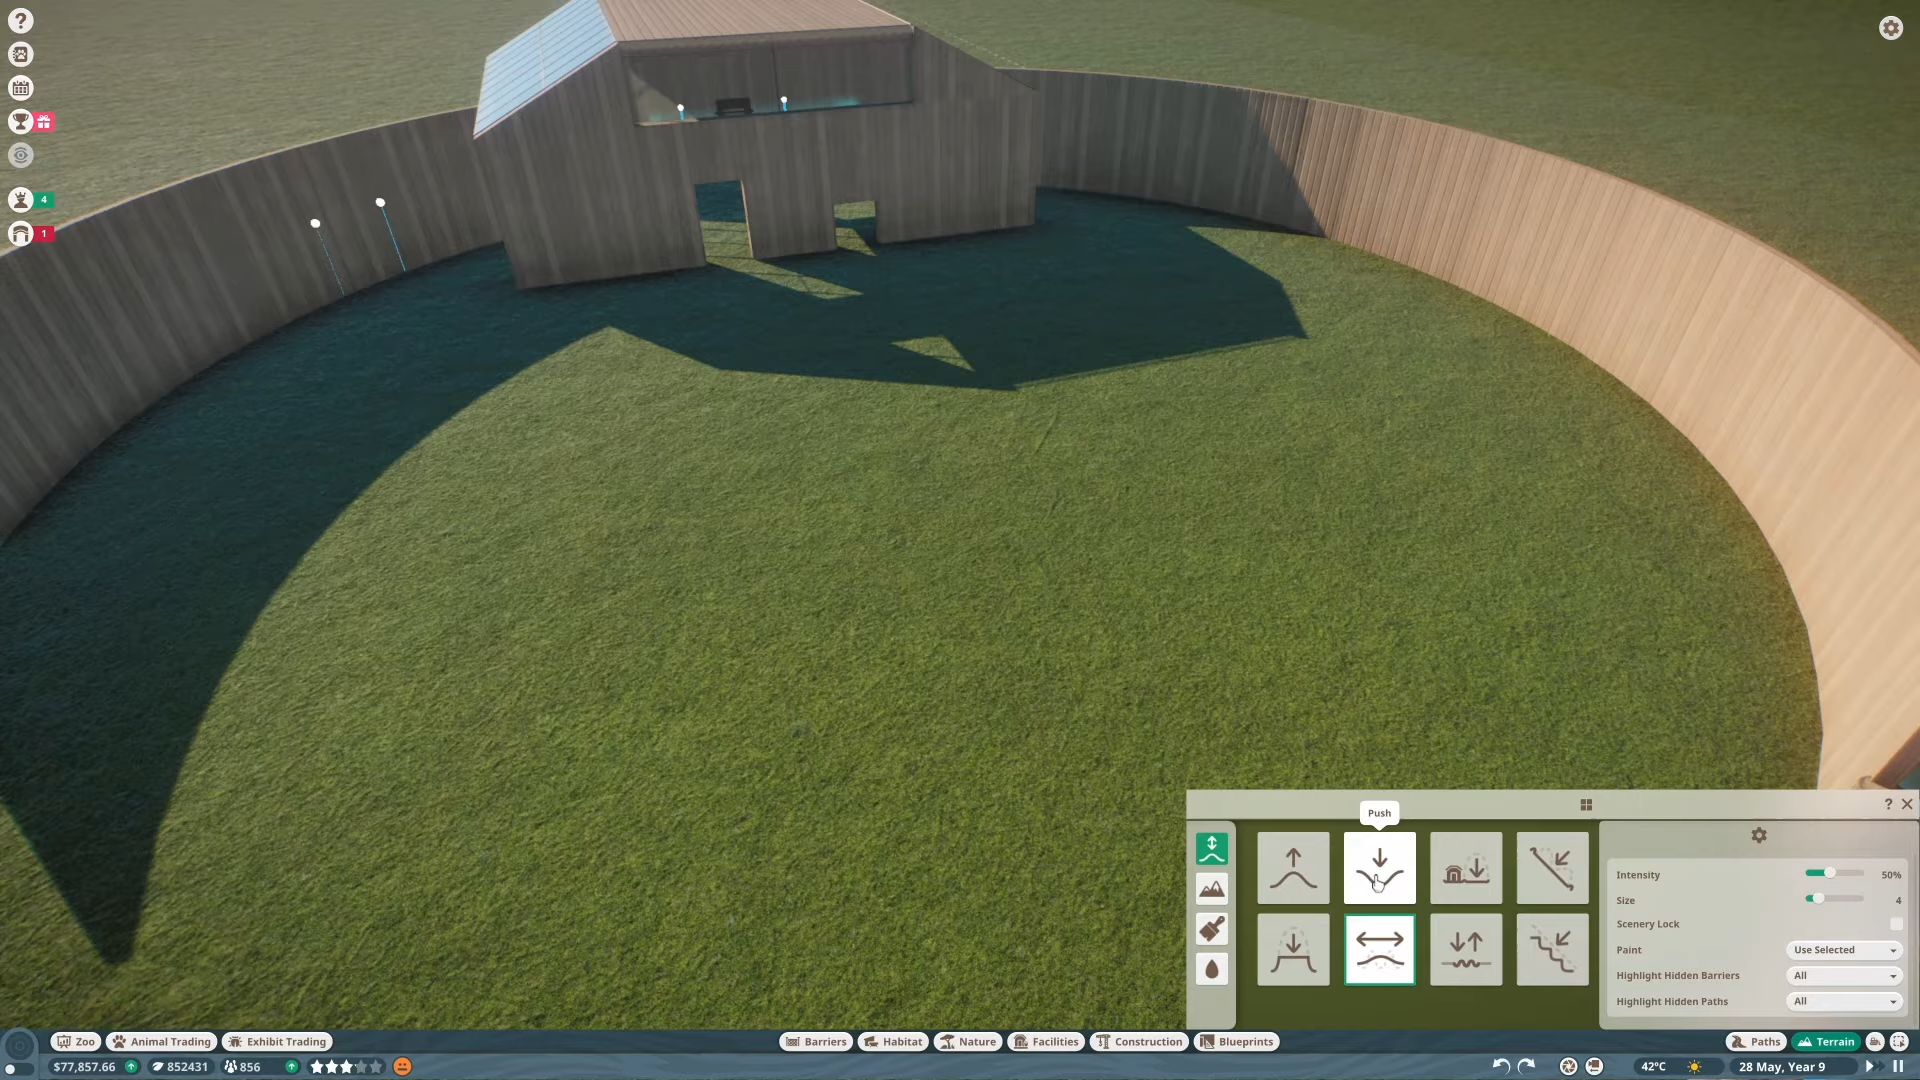 ?
4
1
Push
? 
Intensity 50%
Size 4
Scenery Lock
Paint Use Selected
Highlight Hidden Barriers All
Highlight Hidden Paths All
Zoo Animal Trading Exhibit Trading Barriers Habitat Nature Facilities Construction Blueprints Paths Terrain
$77,857.66 852431 856 42°C 28 May, Year 9